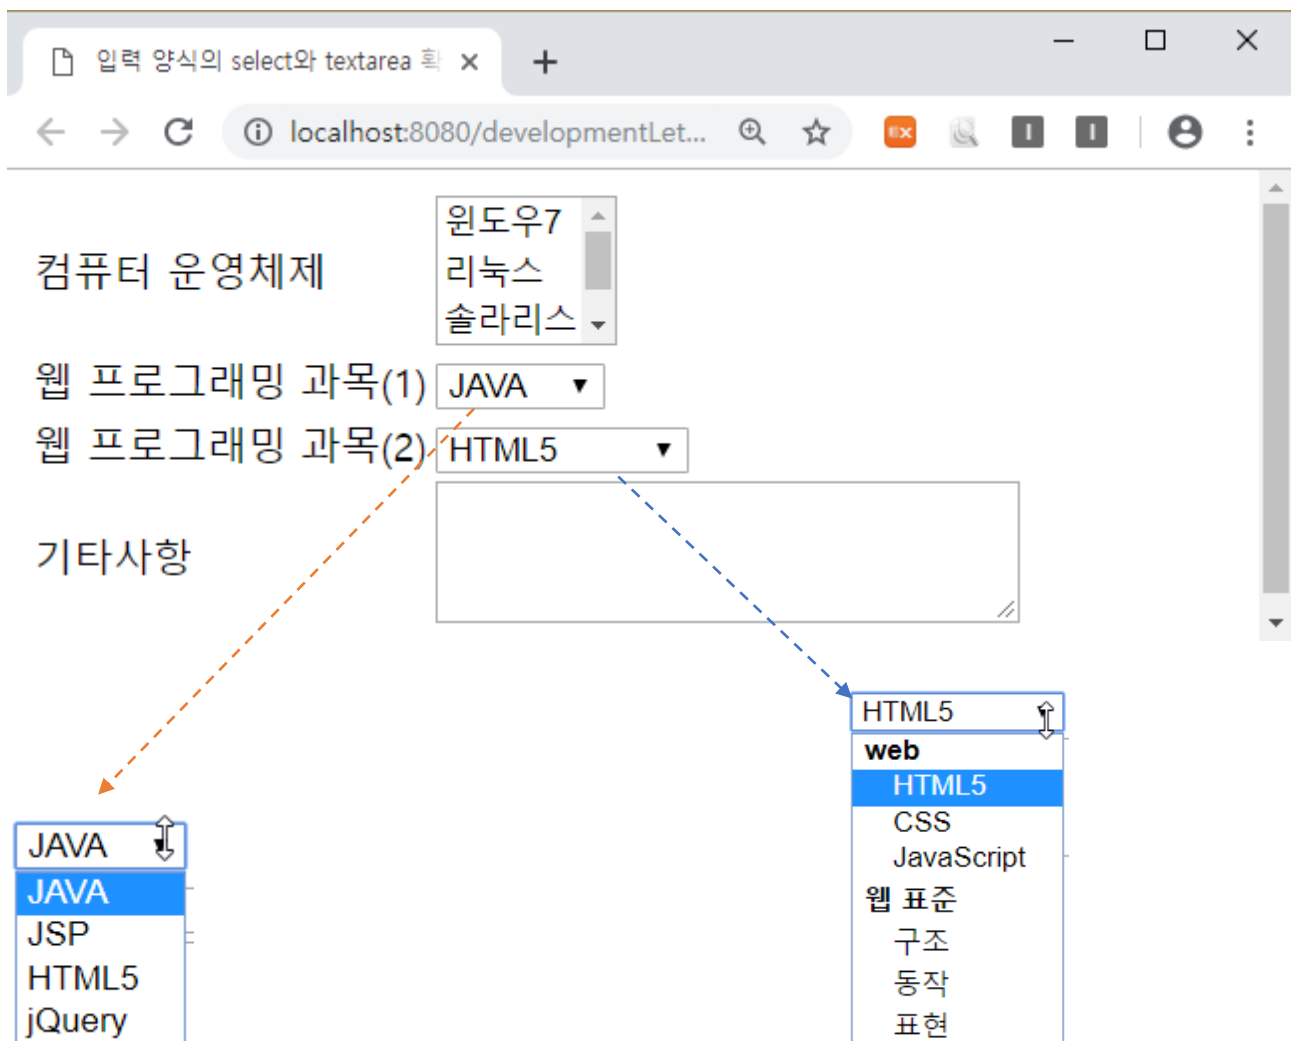 입력 양식의 select와 textarea 확
localhost:8080/developmentLet...
윈도우7
컴퓨터 운영체제
리눅스
솔라리스
웹 프로그래밍 과목(1) JAVA
웹 프로그래밍 과목(2) HTML5
기타사항
HTML5
web
HTML5
CSS
JavaScript
웹 표준
구조
동작
표현
JAVA
JAVA
JSP
HTML5
jQuery